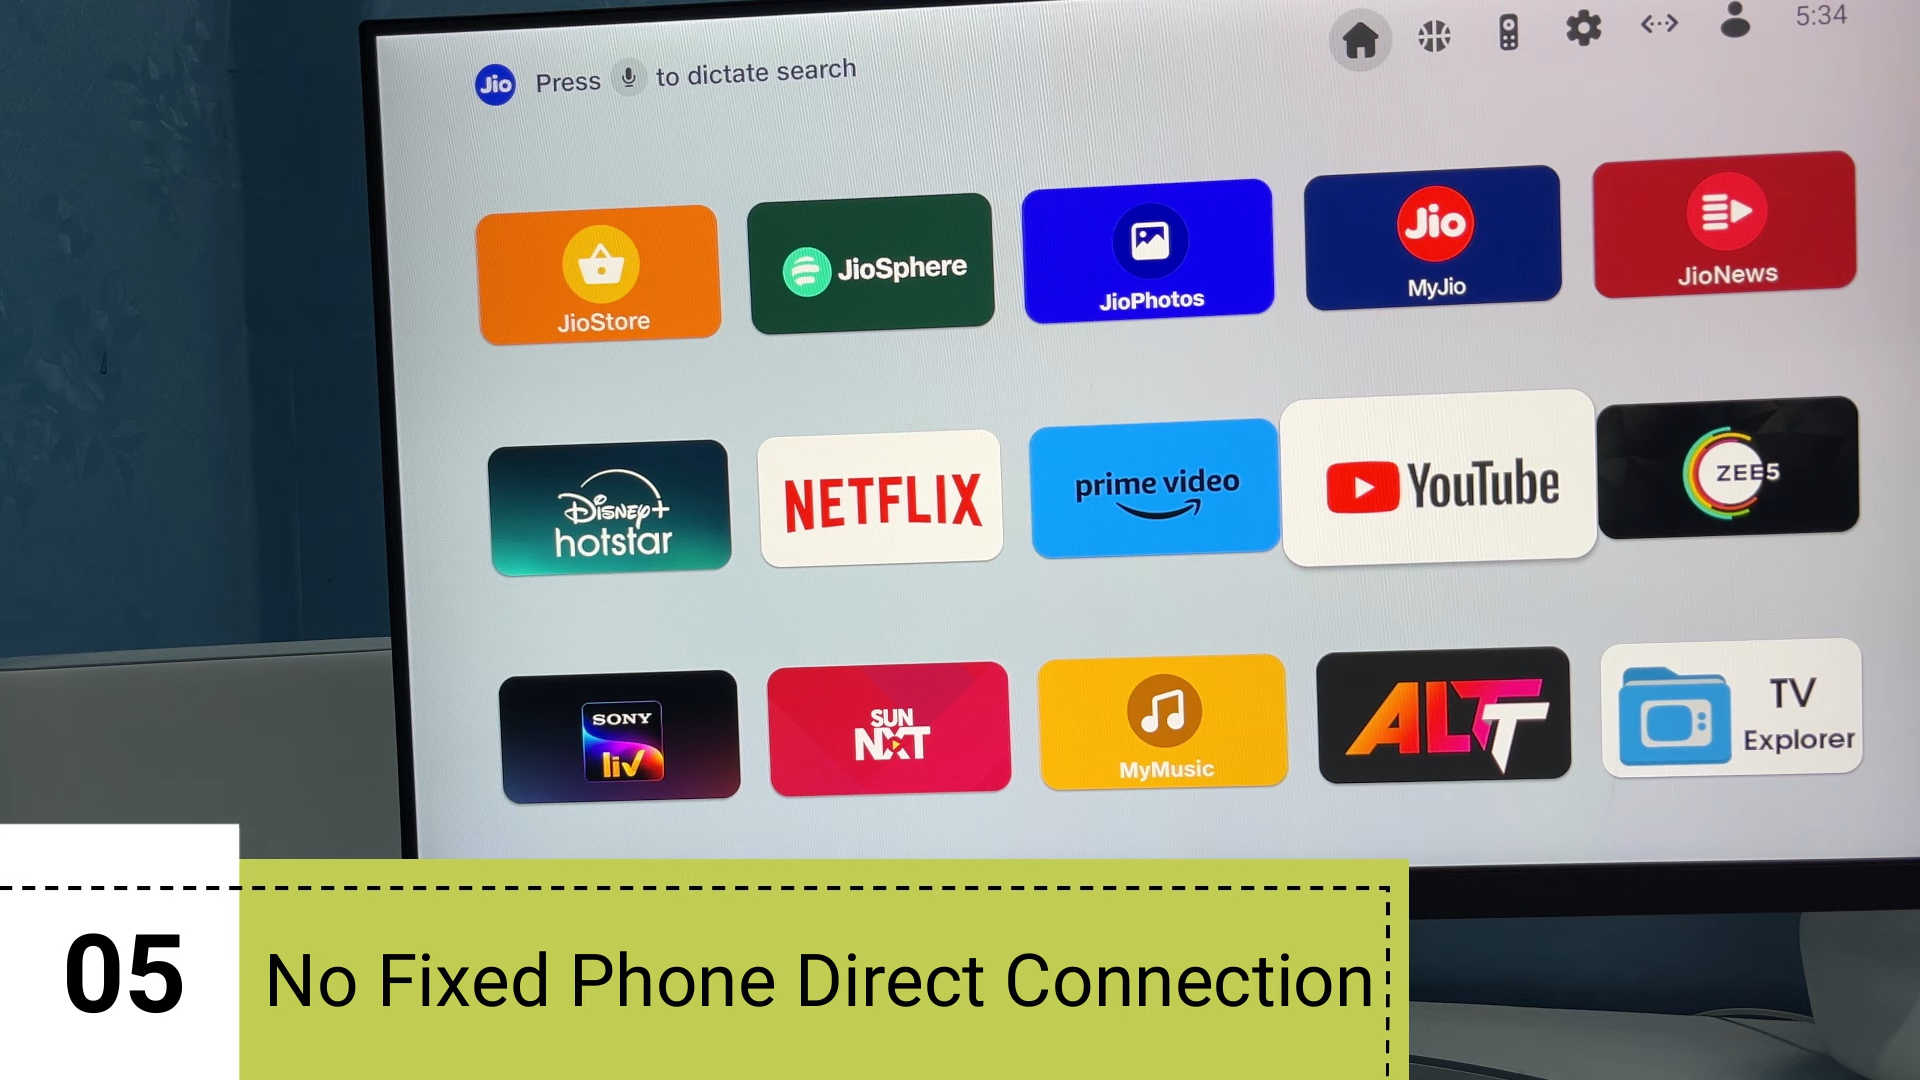 Jio Press to dictate search
5:34
JioStore
JioSphere
JioPhotos
Jio
MyJio
JioNews
Disney+
hotstar
NETFLIX
prime video
YouTube
ZEE5
SONY
liv
SUN
NXT
MyMusic
ALTT
TV
Explorer
05
No Fixed Phone Direct Connection